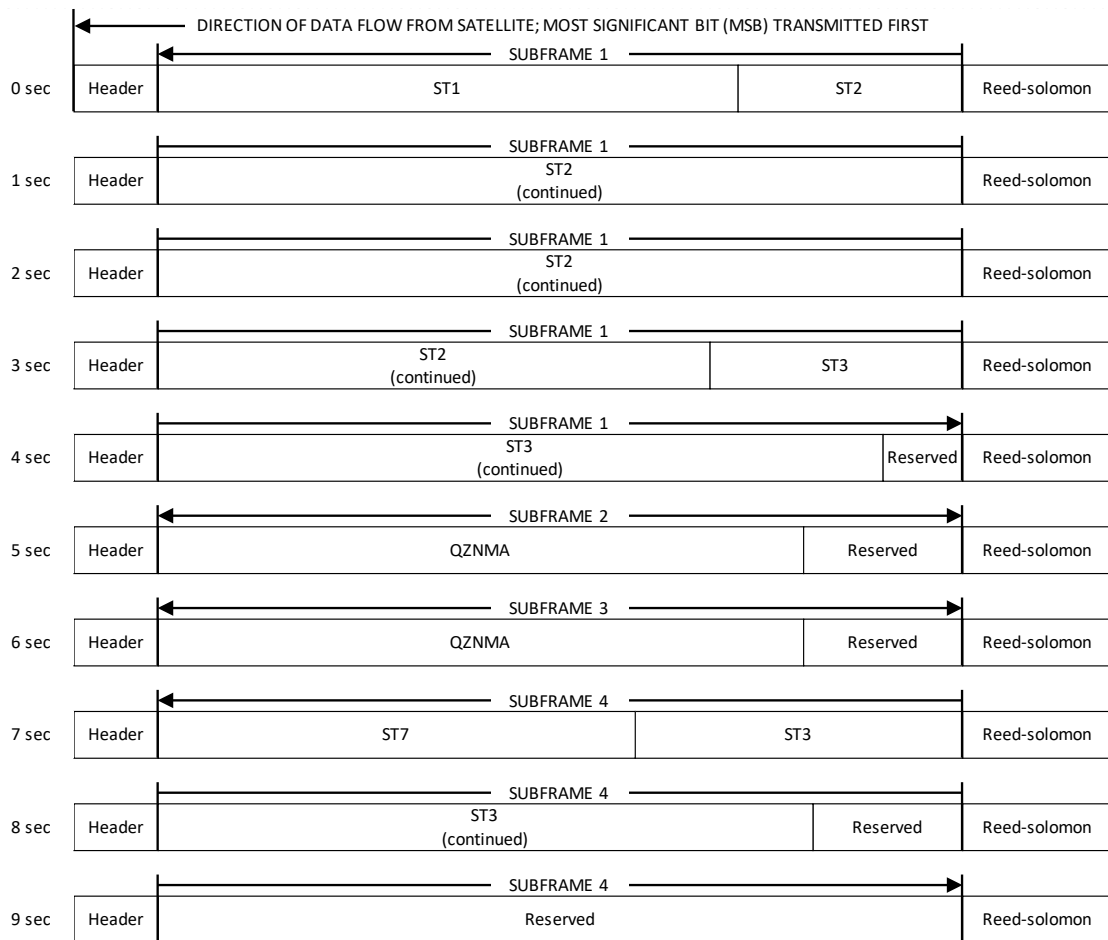 DIRECTION OF DATA FLOW FROM SATELLITE; MOST SIGNIFICANT BIT (MSB) TRANSMITTED FIRST
SUBFRAME 1
0 sec Header ST1 ST2 Reed-solomon
SUBFRAME 1
1 sec Header ST2 (continued) Reed-solomon
SUBFRAME 1
2 sec Header ST2 (continued) Reed-solomon
SUBFRAME 1
3 sec Header ST2 (continued) ST3 Reed-solomon
SUBFRAME 1
4 sec Header ST3 (continued) Reserved Reed-solomon
SUBFRAME 2
5 sec Header QZNMA Reserved Reed-solomon
SUBFRAME 3
6 sec Header QZNMA Reserved Reed-solomon
SUBFRAME 4
7 sec Header ST7 ST3 Reed-solomon
SUBFRAME 4
8 sec Header ST3 (continued) Reserved Reed-solomon
SUBFRAME 4
9 sec Header Reserved Reed-solomon